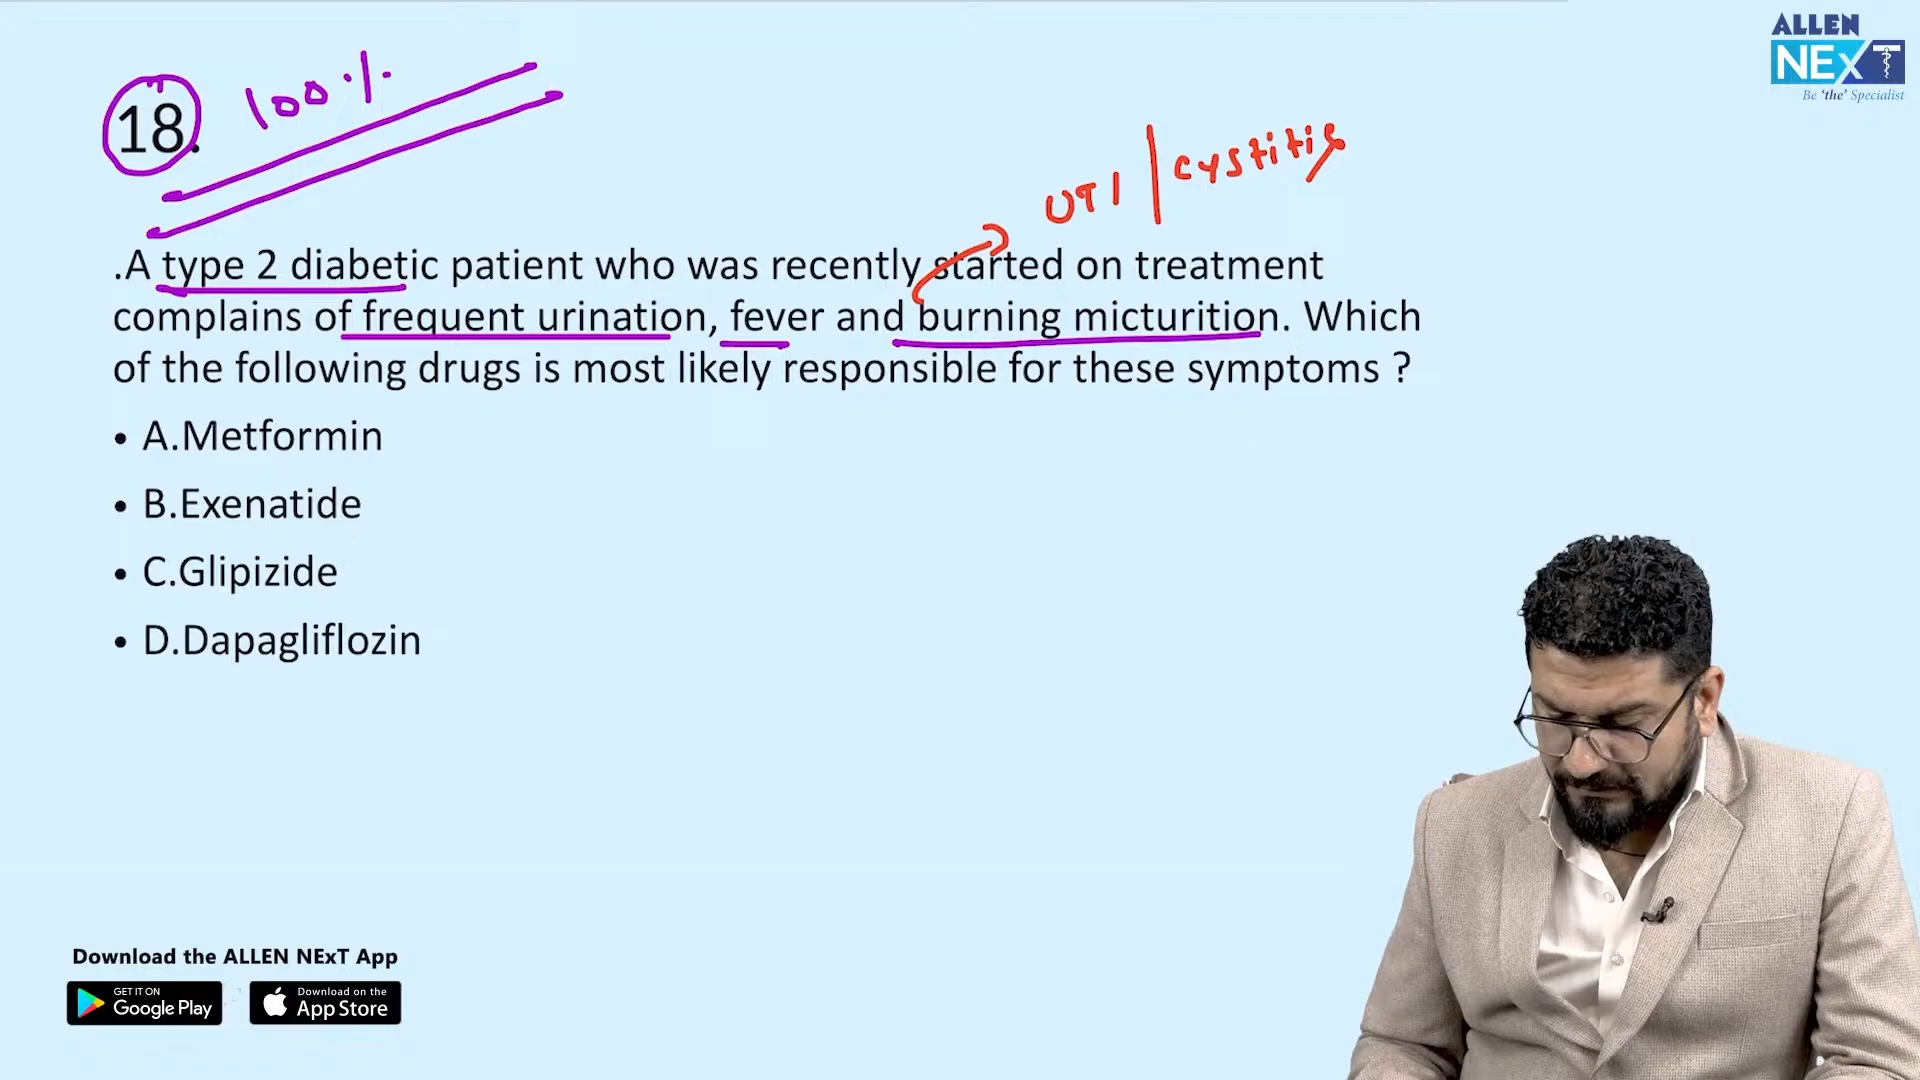 ALLEN
NExT
Be 'the' Specialist
18.
100%
UTI | cystitis
.A type 2 diabetic patient who was recently started on treatment
complains of frequent urination, fever and burning micturition. Which
of the following drugs is most likely responsible for these symptoms ?
• A.Metformin
• B.Exenatide
• C.Glipizide
• D.Dapagliflozin
Download the ALLEN NExT App
GET IT ON
Google Play
Download on the
App Store